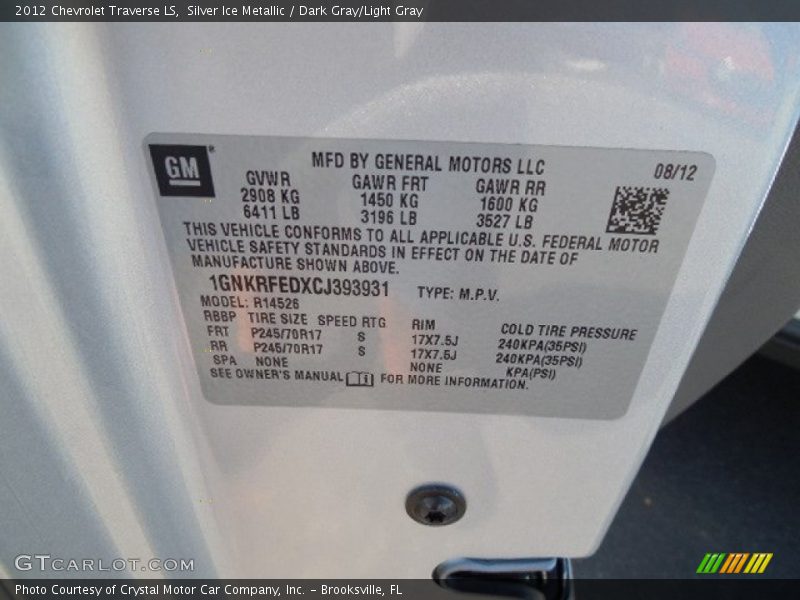 2012 Chevrolet Traverse LS, Silver Ice Metallic / Dark Gray/Light Gray
GM
MFD BY GENERAL MOTORS LLC 08/12
GVWR GAWR FRT GAWR RR
2908 KG 1450 KG 1600 KG
6411 LB 3196 LB 3527 LB
THIS VEHICLE CONFORMS TO ALL APPLICABLE U.S. FEDERAL MOTOR
VEHICLE SAFETY STANDARDS IN EFFECT ON THE DATE OF
MANUFACTURE SHOWN ABOVE.
1GNKRFEDXCJ393931 TYPE: M.P.V.
MODEL: R14526
RBBP TIRE SIZE SPEED RTG RIM COLD TIRE PRESSURE
FRT P245/70R17 S 17X7.5J 240KPA(35PSI)
RR P245/70R17 S 17X7.5J 240KPA(35PSI)
SPA NONE NONE KPA(PSI)
SEE OWNER'S MANUAL FOR MORE INFORMATION.
GTCARLOT.COM
Photo Courtesy of Crystal Motor Car Company, Inc. – Brooksville, FL